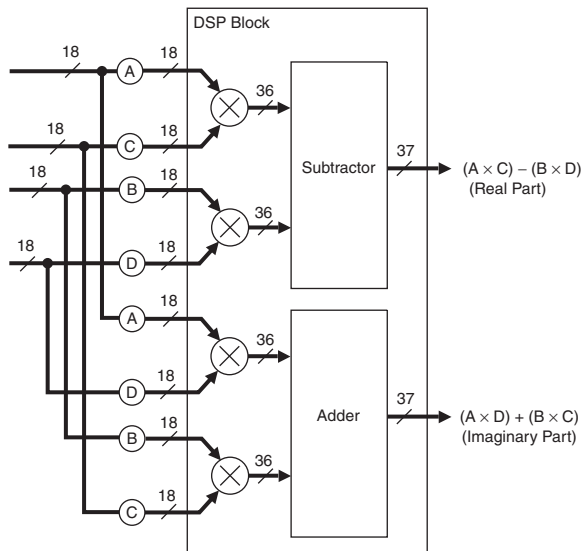 DSP Block
18
A
18
36
18
C
18
Subtractor
37
(A × C) – (B × D)
(Real Part)
18
B
18
36
18
D
18
A
18
36
D
18
Adder
37
(A × D) + (B × C)
(Imaginary Part)
B
18
36
C
18